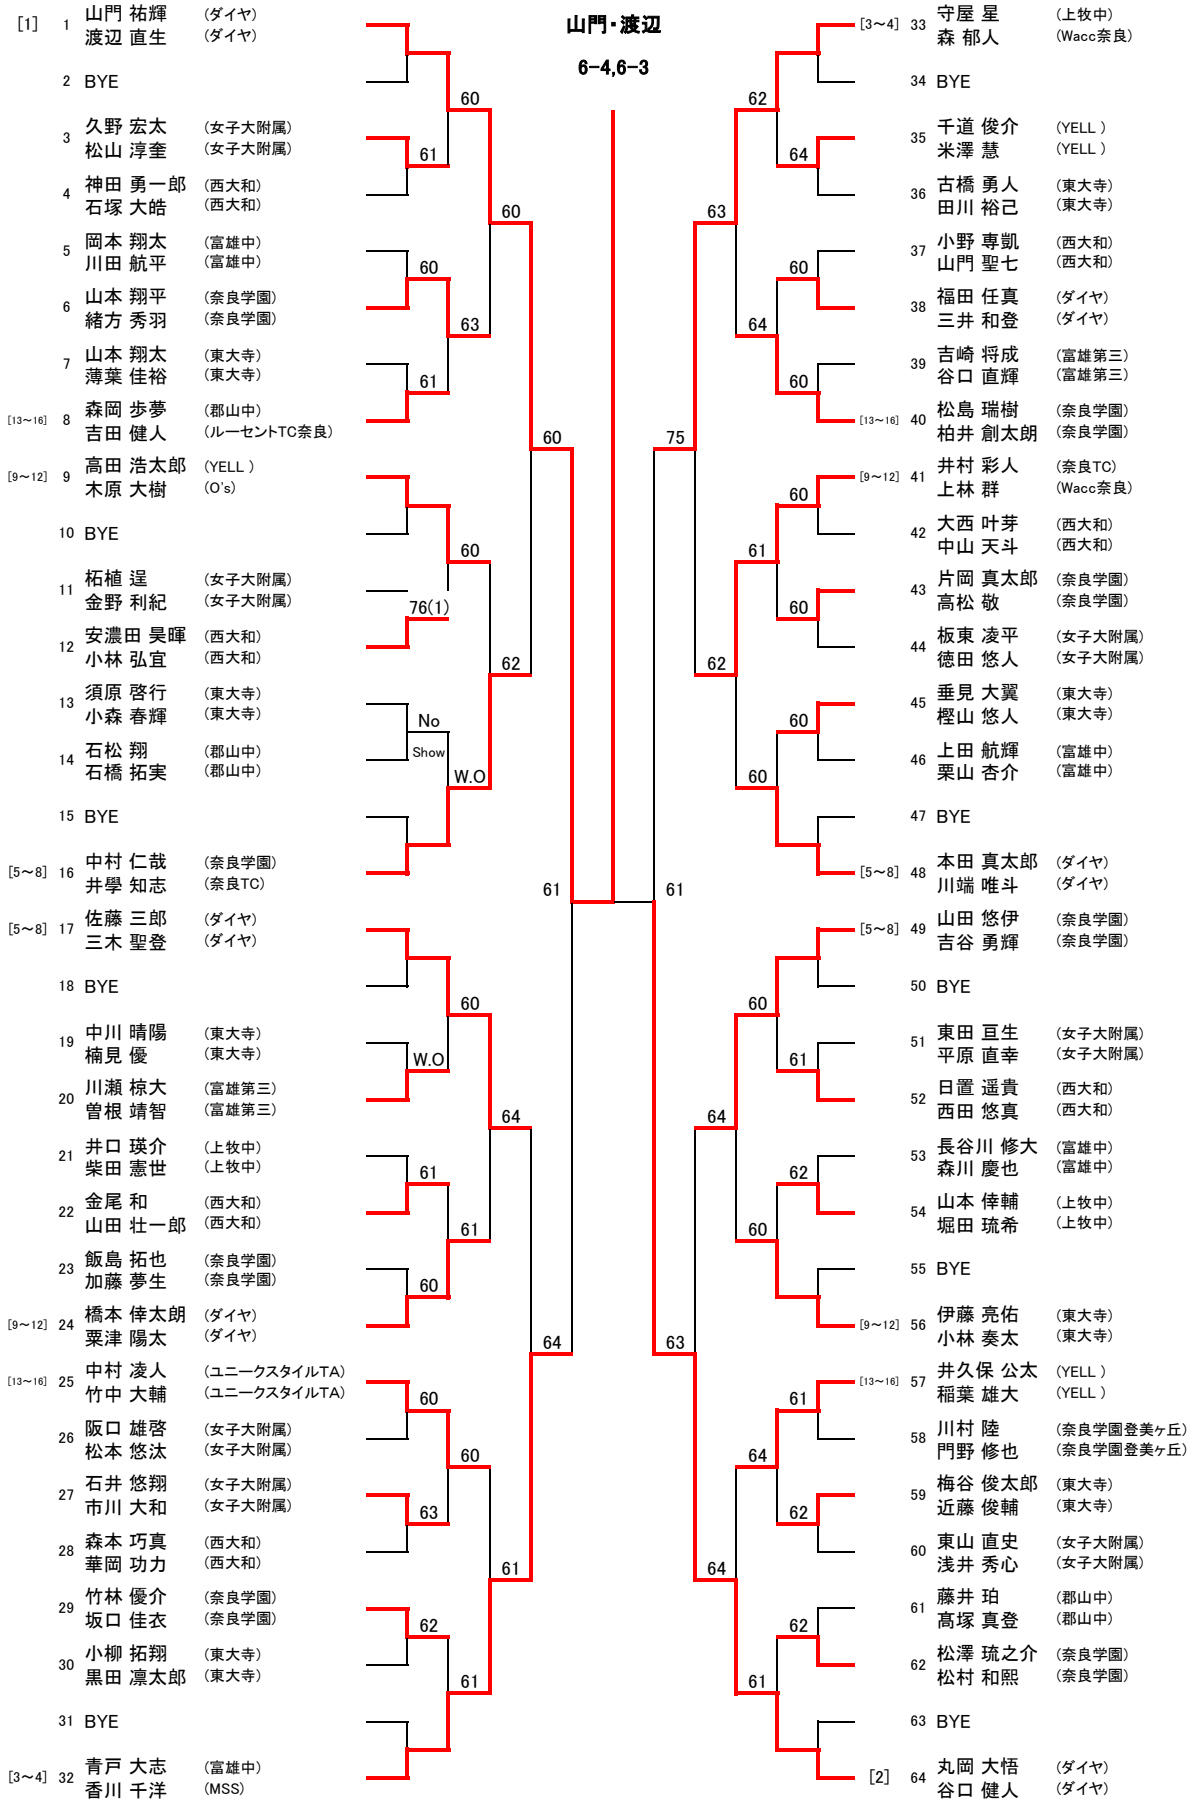 山門・渡辺
6-4,6-3
[1] 1 山門 祐輝 (ダイヤ)
渡辺 直生 (ダイヤ)
2 BYE
3 久野 宏太 (女子大附属)
松山 淳奎 (女子大附属)
4 神田 勇一郎 (西大和)
石塚 大皓 (西大和)
5 岡本 翔太 (富雄中)
川田 航平 (富雄中)
6 山本 翔平 (奈良学園)
緒方 秀羽 (奈良学園)
7 山本 翔太 (東大寺)
薄葉 佳裕 (東大寺)
[13~16] 8 森岡 歩夢 (郡山中)
吉田 健人 (ルーセントTC奈良)
[9~12] 9 高田 浩太郎 (YELL )
木原 大樹 (O's)
10 BYE
11 柘植 逞 (女子大附属)
金野 利紀 (女子大附属)
12 安濃田 昊暉 (西大和)
小林 弘宜 (西大和)
13 須原 啓行 (東大寺)
小森 春輝 (東大寺)
14 石松 翔 (郡山中)
石橋 拓実 (郡山中)
15 BYE
[5~8] 16 中村 仁哉 (奈良学園)
井學 知志 (奈良TC)
[5~8] 17 佐藤 三郎 (ダイヤ)
三木 聖登 (ダイヤ)
18 BYE
19 中川 晴陽 (東大寺)
楠見 優 (東大寺)
20 川瀬 椋大 (富雄第三)
曽根 靖智 (富雄第三)
21 井口 瑛介 (上牧中)
柴田 憲世 (上牧中)
22 金尾 和 (西大和)
山田 壮一郎 (西大和)
23 飯島 拓也 (奈良学園)
加藤 夢生 (奈良学園)
[9~12] 24 橋本 倖太朗 (ダイヤ)
粟津 陽太 (ダイヤ)
[13~16] 25 中村 凌人 (ユニークスタイルTA)
竹中 大輔 (ユニークスタイルTA)
26 阪口 雄啓 (女子大附属)
松本 悠汰 (女子大附属)
27 石井 悠翔 (女子大附属)
市川 大和 (女子大附属)
28 森本 巧真 (西大和)
華岡 功力 (西大和)
29 竹林 優介 (奈良学園)
坂口 佳衣 (奈良学園)
30 小柳 拓翔 (東大寺)
黒田 凛太郎 (東大寺)
31 BYE
[3~4] 32 青戸 大志 (富雄中)
香川 千洋 (MSS)
61
60
61
76(1)
No
Show
W.O
61
60
60
63
62
60
63
60
W.O
60
61
60
61
60
62
64
61
60
64
61
[3~4] 33 守屋 星 (上牧中)
森 郁人 (Wacc奈良)
34 BYE
35 千道 俊介 (YELL )
米澤 慧 (YELL )
36 古橋 勇人 (東大寺)
田川 裕己 (東大寺)
37 小野 専凱 (西大和)
山門 聖七 (西大和)
38 福田 任真 (ダイヤ)
三井 和登 (ダイヤ)
39 吉崎 将成 (富雄第三)
谷口 直輝 (富雄第三)
[13~16] 40 松島 瑞樹 (奈良学園)
柏井 創太朗 (奈良学園)
[9~12] 41 井村 彩人 (奈良TC)
上林 群 (Wacc奈良)
42 大西 叶芽 (西大和)
中山 天斗 (西大和)
43 片岡 真太郎 (奈良学園)
高松 敬 (奈良学園)
44 板東 凌平 (女子大附属)
徳田 悠人 (女子大附属)
45 垂見 大翼 (東大寺)
樫山 悠人 (東大寺)
46 上田 航輝 (富雄中)
栗山 杏介 (富雄中)
47 BYE
[5~8] 48 本田 真太郎 (ダイヤ)
川端 唯斗 (ダイヤ)
[5~8] 49 山田 悠伊 (奈良学園)
吉谷 勇輝 (奈良学園)
50 BYE
51 東田 亘生 (女子大附属)
平原 直幸 (女子大附属)
52 日置 遥貴 (西大和)
西田 悠真 (西大和)
53 長谷川 修大 (富雄中)
森川 慶也 (富雄中)
54 山本 倖輔 (上牧中)
堀田 琉希 (上牧中)
55 BYE
[9~12] 56 伊藤 亮佑 (東大寺)
小林 奏太 (東大寺)
[13~16] 57 井久保 公太 (YELL )
稲葉 雄大 (YELL )
58 川村 陸 (奈良学園登美ヶ丘)
門野 修也 (奈良学園登美ヶ丘)
59 梅谷 俊太郎 (東大寺)
近藤 俊輔 (東大寺)
60 東山 直史 (女子大附属)
浅井 秀心 (女子大附属)
61 藤井 珀 (郡山中)
髙塚 真登 (郡山中)
62 松澤 琉之介 (奈良学園)
松村 和熙 (奈良学園)
63 BYE
[2] 64 丸岡 大悟 (ダイヤ)
谷口 健人 (ダイヤ)
64
60
60
60
60
60
61
62
61
62
62
62
64
61
60
60
60
64
61
63
62
64
64
75
63
61